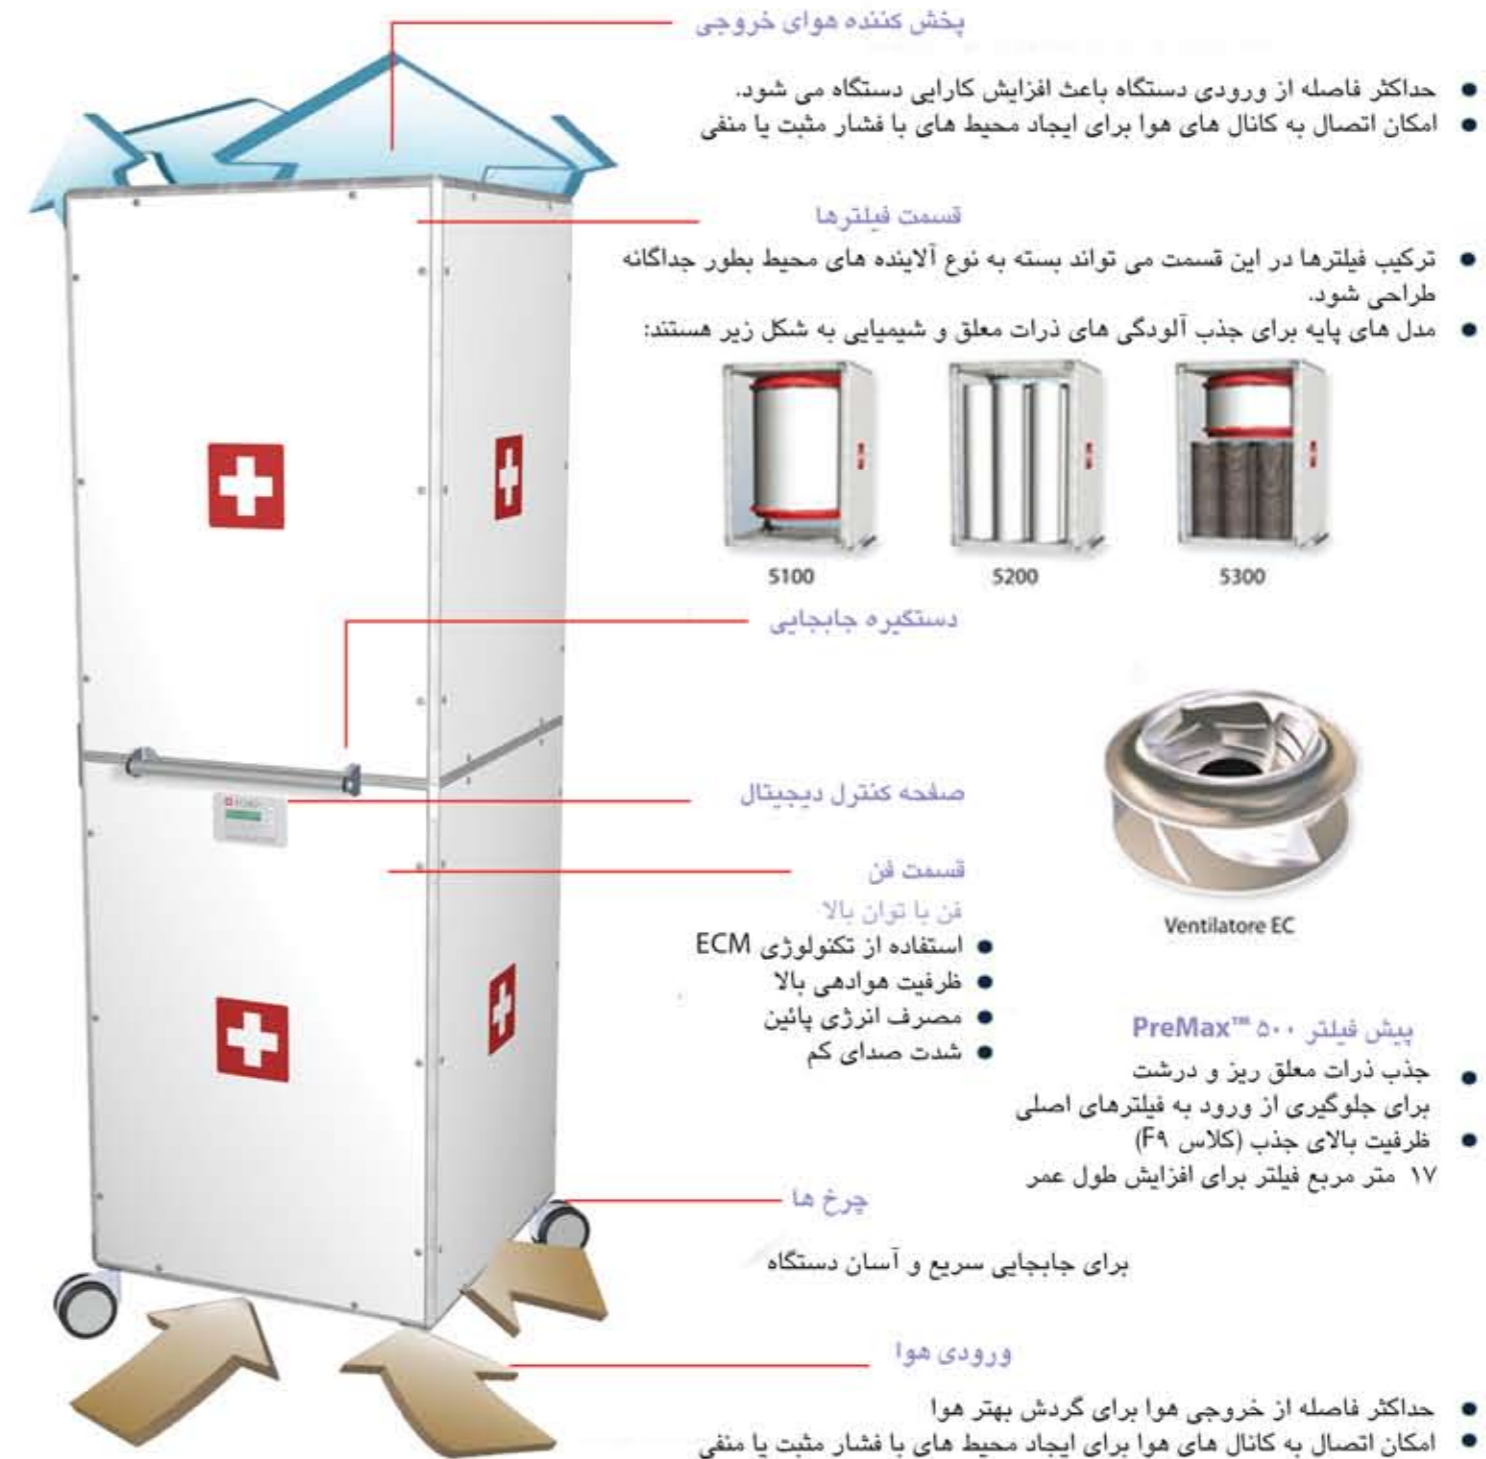 پخش کننده هوای خروجی
حداکثر فاصله از ورودی دستگاه باعث افزایش کارایی دستگاه می شود.
امکان اتصال به کانال های هوا برای ایجاد محیط های با فشار مثبت یا منفی
قسمت فیلترها
ترکیب فیلترها در این قسمت می تواند بسته به نوع آلاینده های محیط بطور جداگانه
طراحی شود.
مدل های پایه برای جذب آلودگی های ذرات معلق و شیمیایی به شکل زیر هستند:
S100
S200
S300
دستگیره جابجایی
صفحه کنترل دیجیتال
قسمت فن
فن با توان بالا
استفاده از تکنولوژی ECM
ظرفیت هوادهی بالا
مصرف انرژی پائین
شدت صدای کم
Ventilatore EC
پیش فیلتر ۵۰۰ PreMax™
جذب ذرات معلق ریز و درشت
برای جلوگیری از ورود به فیلترهای اصلی
ظرفیت بالای جذب (کلاس F۹)
۱۷ متر مربع فیلتر برای افزایش طول عمر
چرخ ها
برای جابجایی سریع و آسان دستگاه
ورودی هوا
حداکثر فاصله از خروجی هوا برای گردش بهتر هوا
امکان اتصال به کانال های هوا برای ایجاد محیط های با فشار مثبت یا منفی